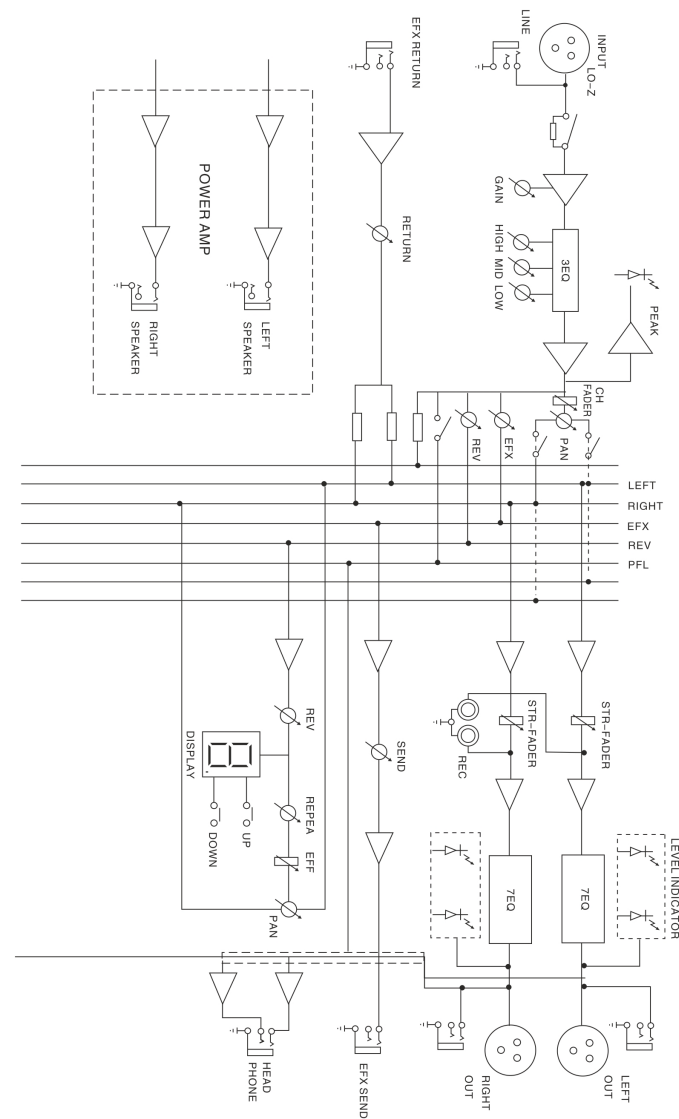 INPUT
LO-Z
LINE
GAIN
HIGH
MID
LOW
3EQ
PEAK
CH
FADER
PAN
EFX
REV
EFX RETURN
RETURN
POWER AMP
LEFT
SPEAKER
RIGHT
SPEAKER
LEFT
RIGHT
EFX
REV
PFL
STR-FADER
STR-FADER
REC
7EQ
7EQ
LEVEL INDICATOR
LEFT
OUT
RIGHT
OUT
SEND
EFX SEND
REV
DISPLAY
UP
DOWN
REPEA
EFF
PAN
HEAD
PHONE